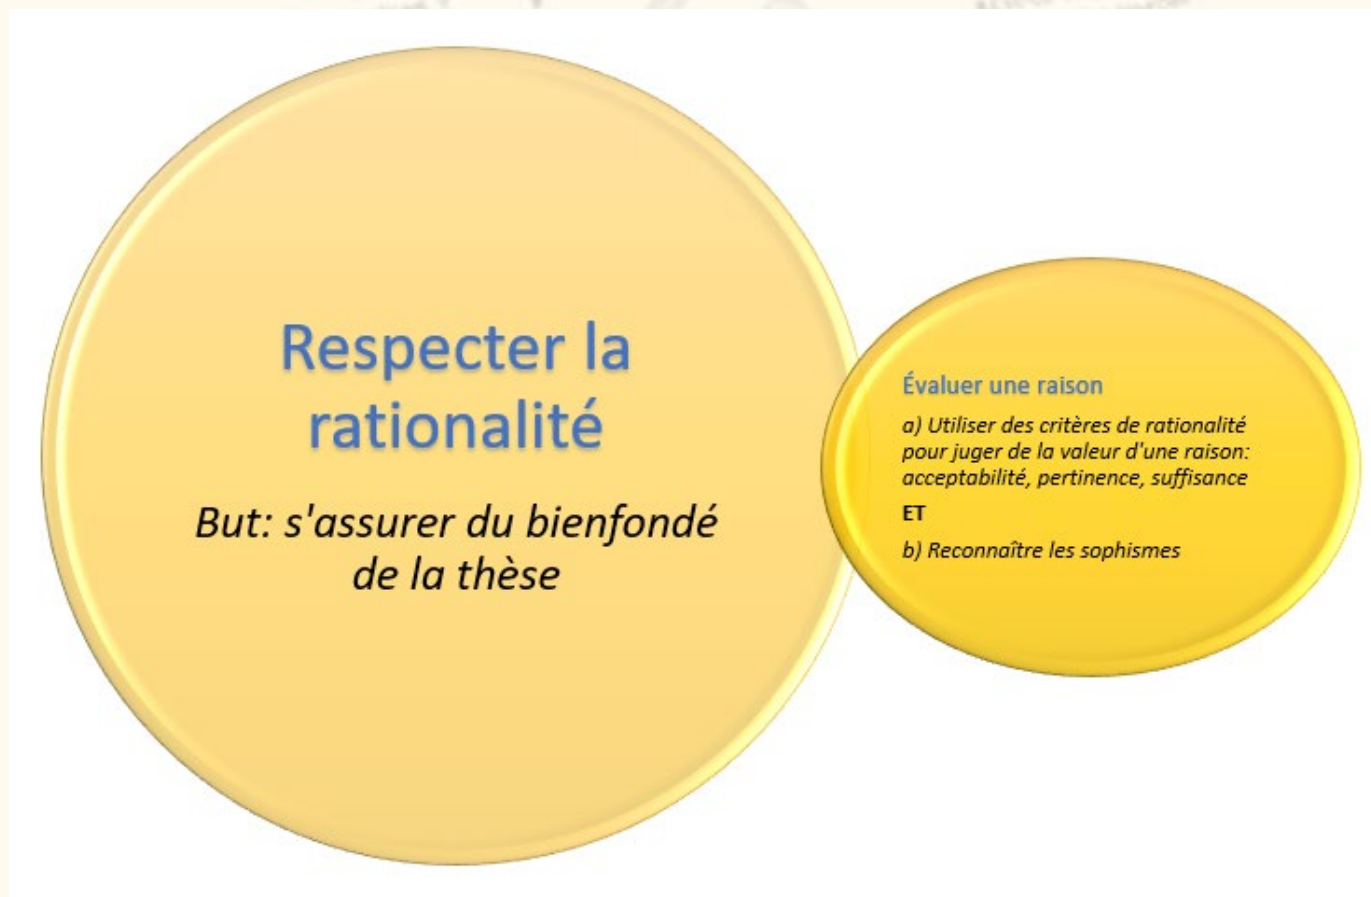 Respecter la
rationalité
But: s'assurer du bienfondé
de la thèse
Évaluer une raison
a) Utiliser des critères de rationalité
pour juger de la valeur d'une raison:
acceptabilité, pertinence, suffisance
ET
b) Reconnaître les sophismes